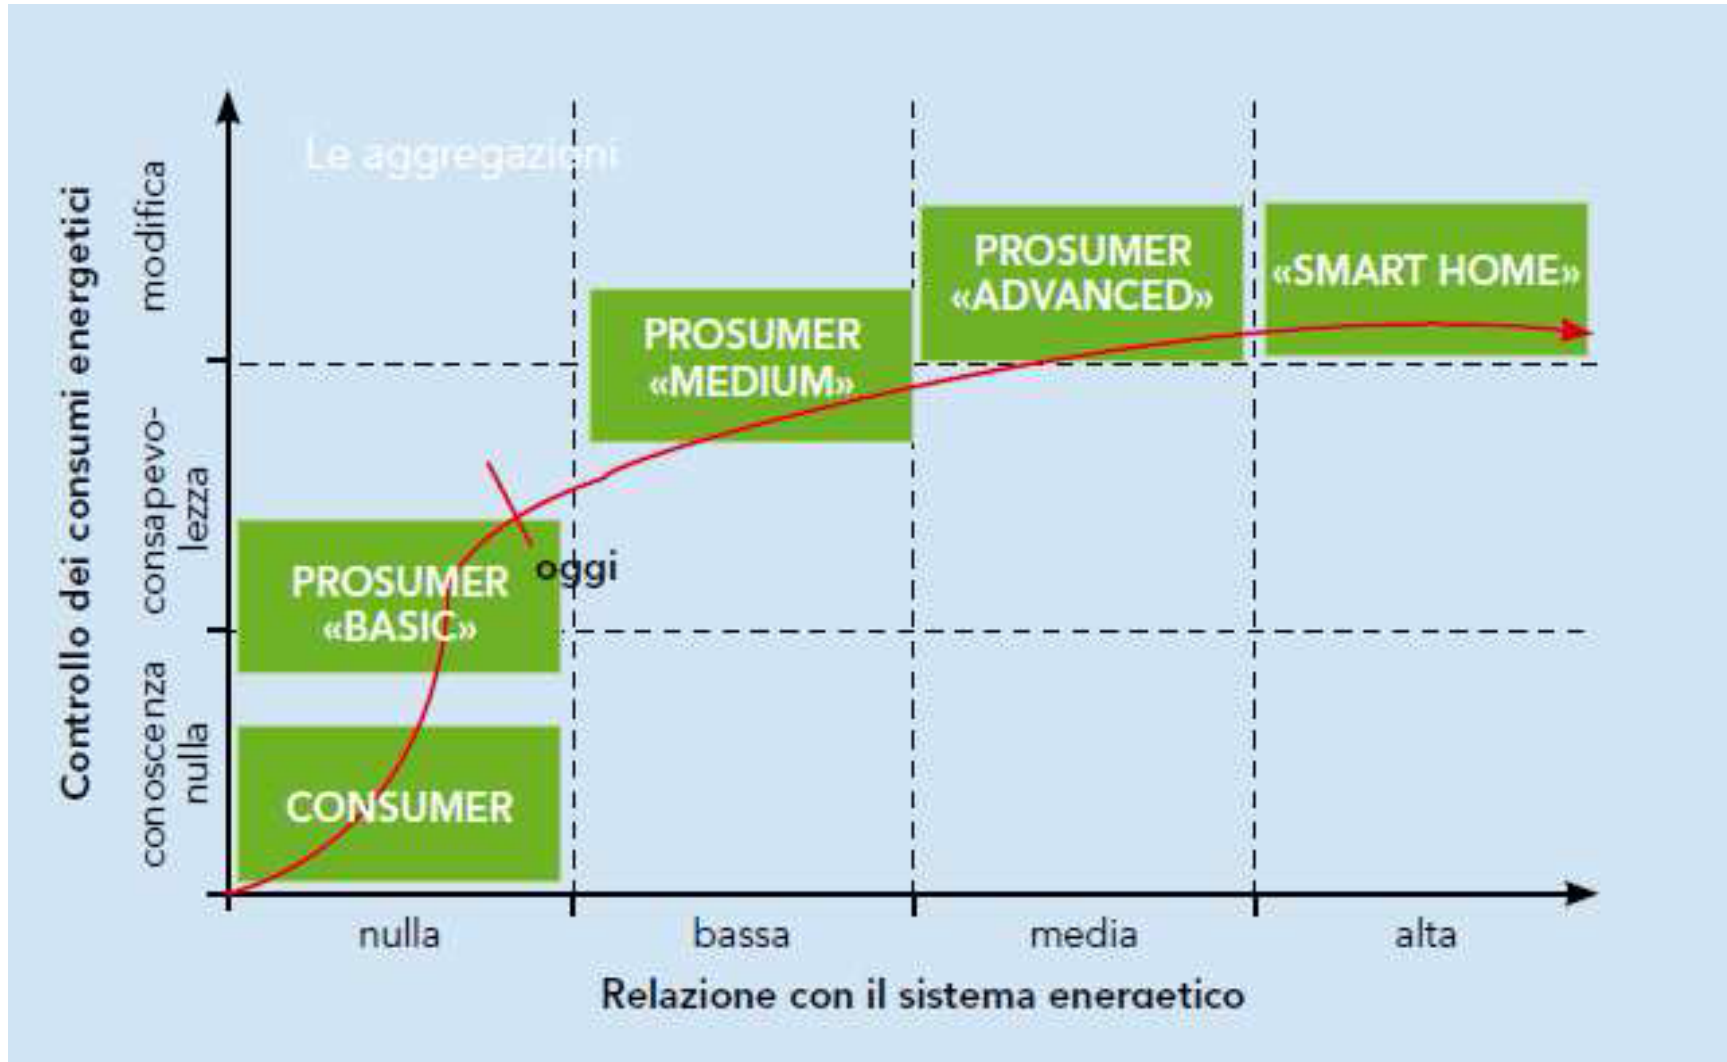 Le aggregazioni
Controllo dei consumi energetici
modifica
consapevo-
lezza
conoscenza
nulla
PROSUMER
«ADVANCED»
«SMART HOME»
PROSUMER
«MEDIUM»
oggi
PROSUMER
«BASIC»
CONSUMER
nulla
bassa
media
alta
Relazione con il sistema energetico